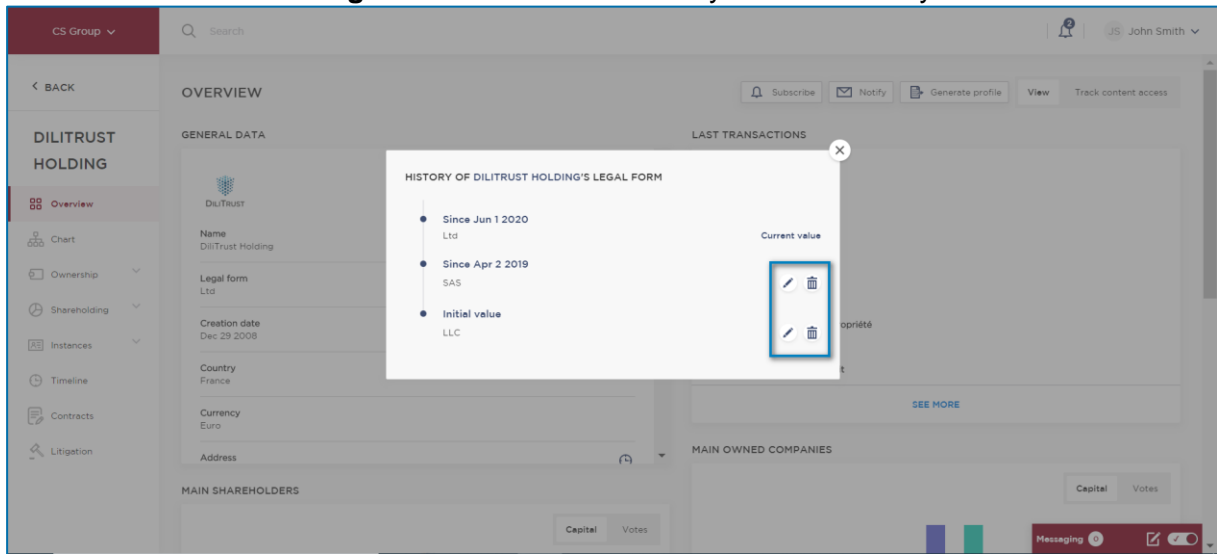 CS Group
Search
2
JS John Smith
BACK
OVERVIEW
Subscribe
Notify
Generate profile
View
Track content access
DILITRUST
HOLDING
Overview
Chart
Ownership
Shareholding
Instances
Timeline
Contracts
Litigation
GENERAL DATA
DILITRUST
Name
DiliTrust Holding
Legal form
Ltd
Creation date
Dec 29 2008
Country
France
Currency
Euro
Address
MAIN SHAREHOLDERS
Capital
Votes
LAST TRANSACTIONS
HISTORY OF DILITRUST HOLDING'S LEGAL FORM
Since Jun 1 2020
Ltd
Current value
Since Apr 2 2019
SAS
Initial value
LLC
SEE MORE
MAIN OWNED COMPANIES
Capital
Votes
Messaging 0